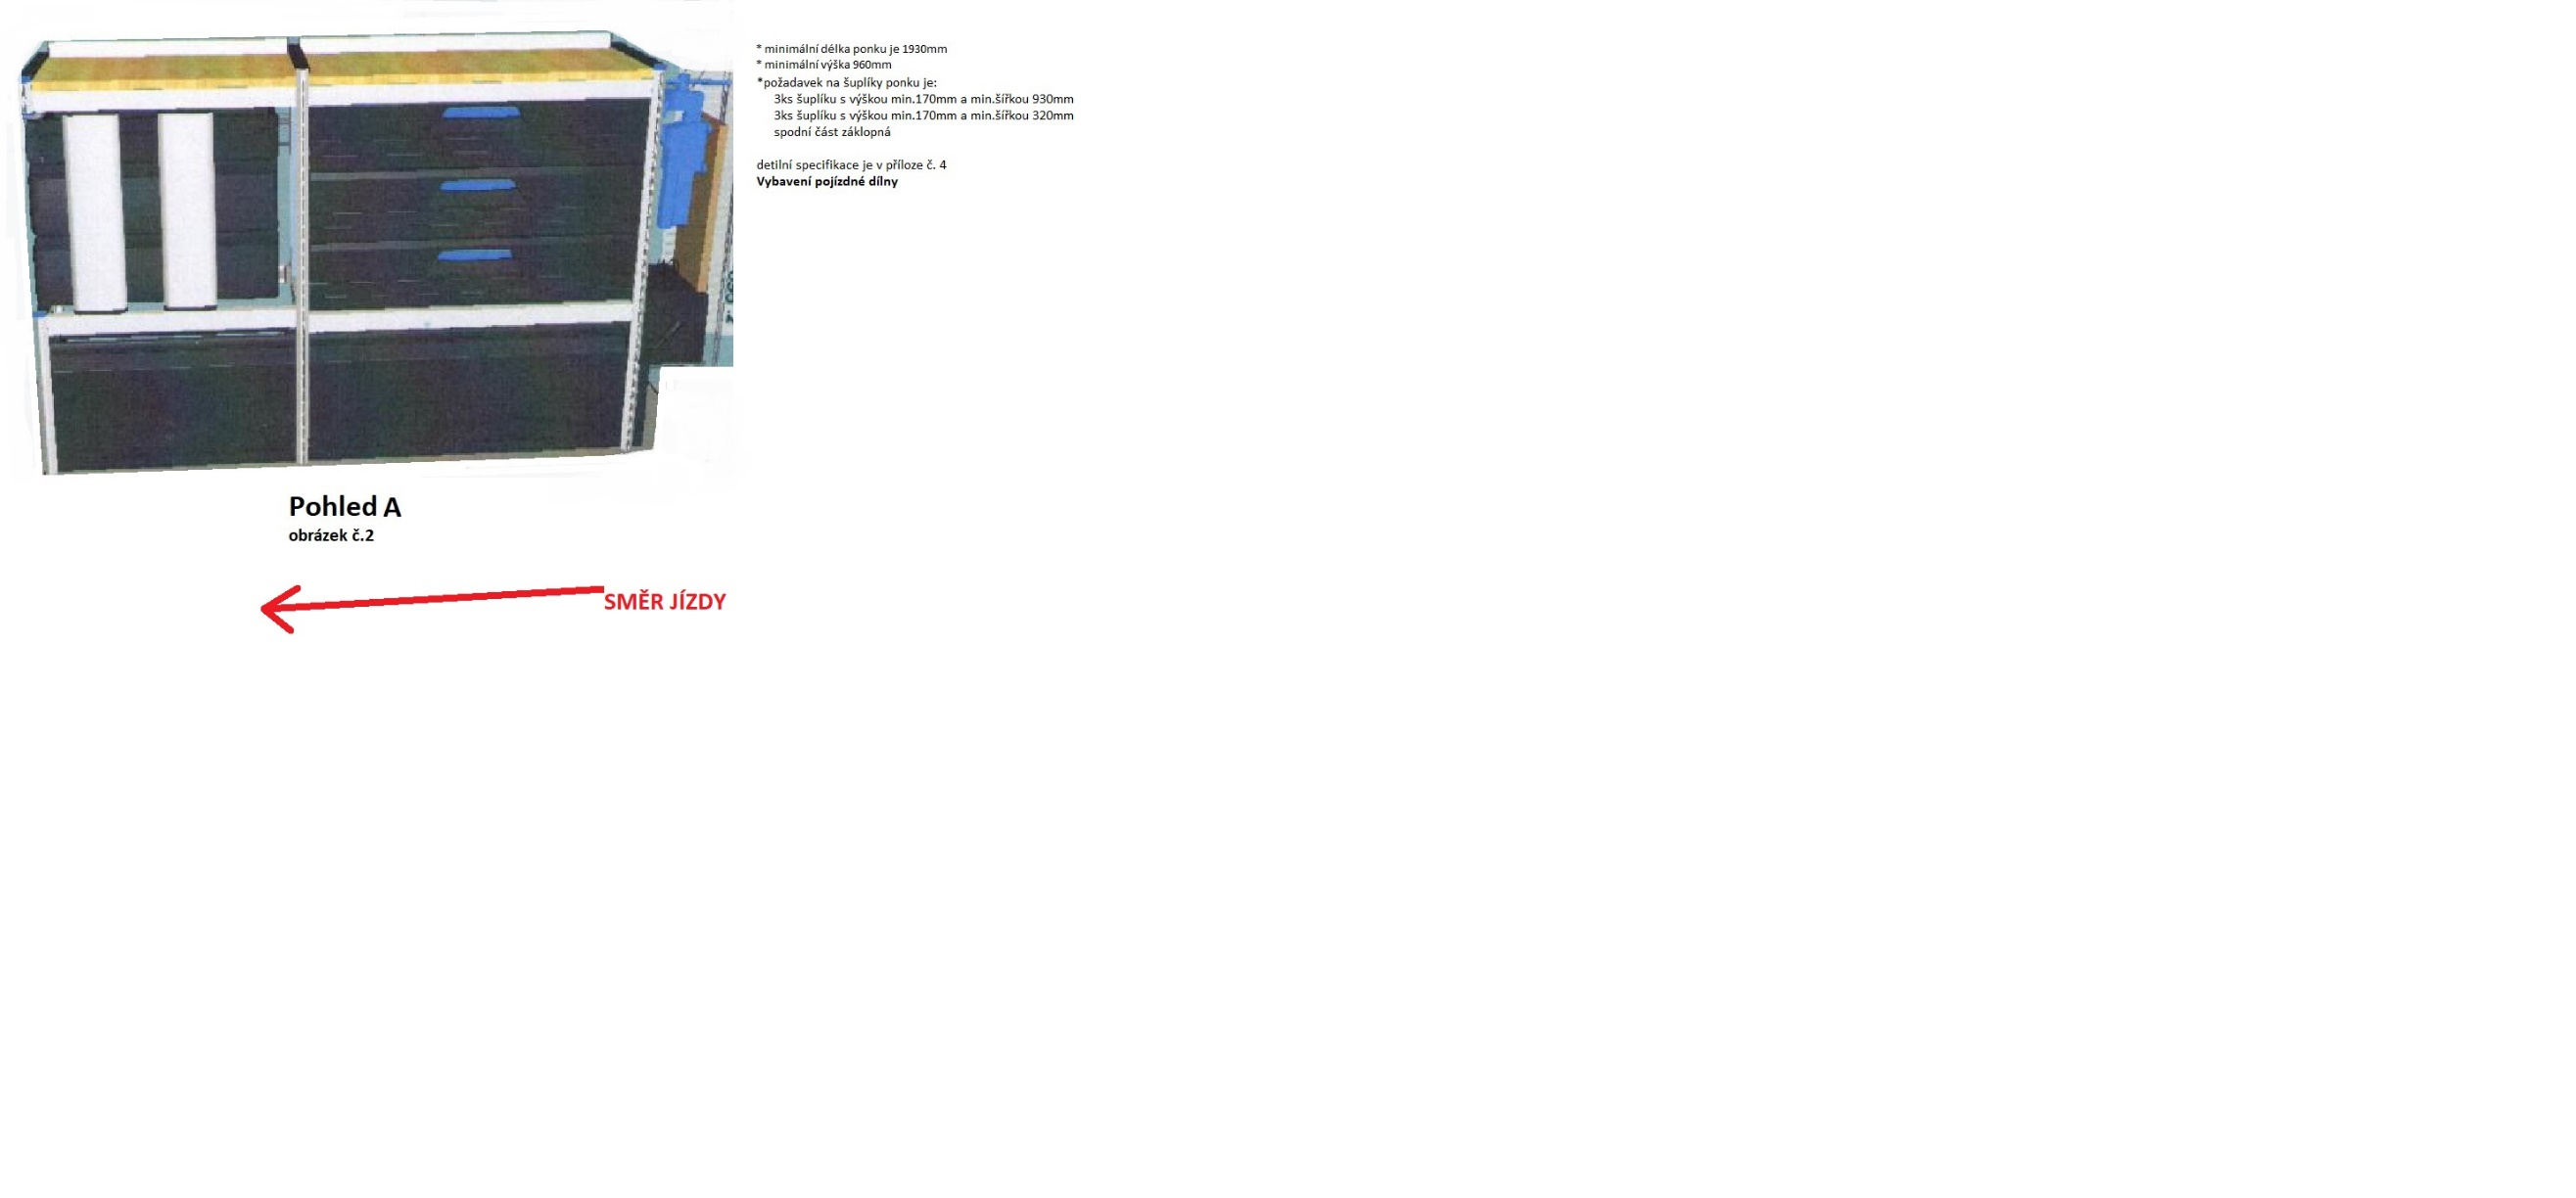 * minimální délka ponku je 1930mm
* minimální výška 960mm
*požadavek na šuplíky ponku je:
3ks šuplíku s výškou min.170mm a min.šířkou 930mm
3ks šuplíku s výškou min.170mm a min.šířkou 320mm
spodní část záklopná
detilní specifikace je v příloze č. 4
Vybavení pojízdné dílny
Pohled A
obrázek č.2
SMĚR JÍZDY